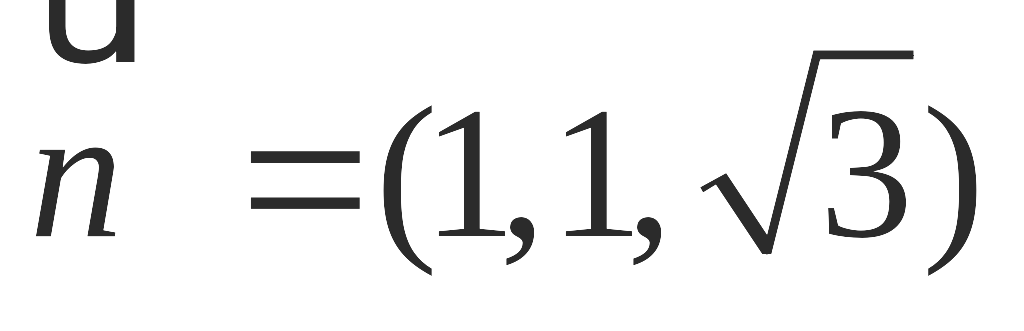 u
n =(1,1,√3)